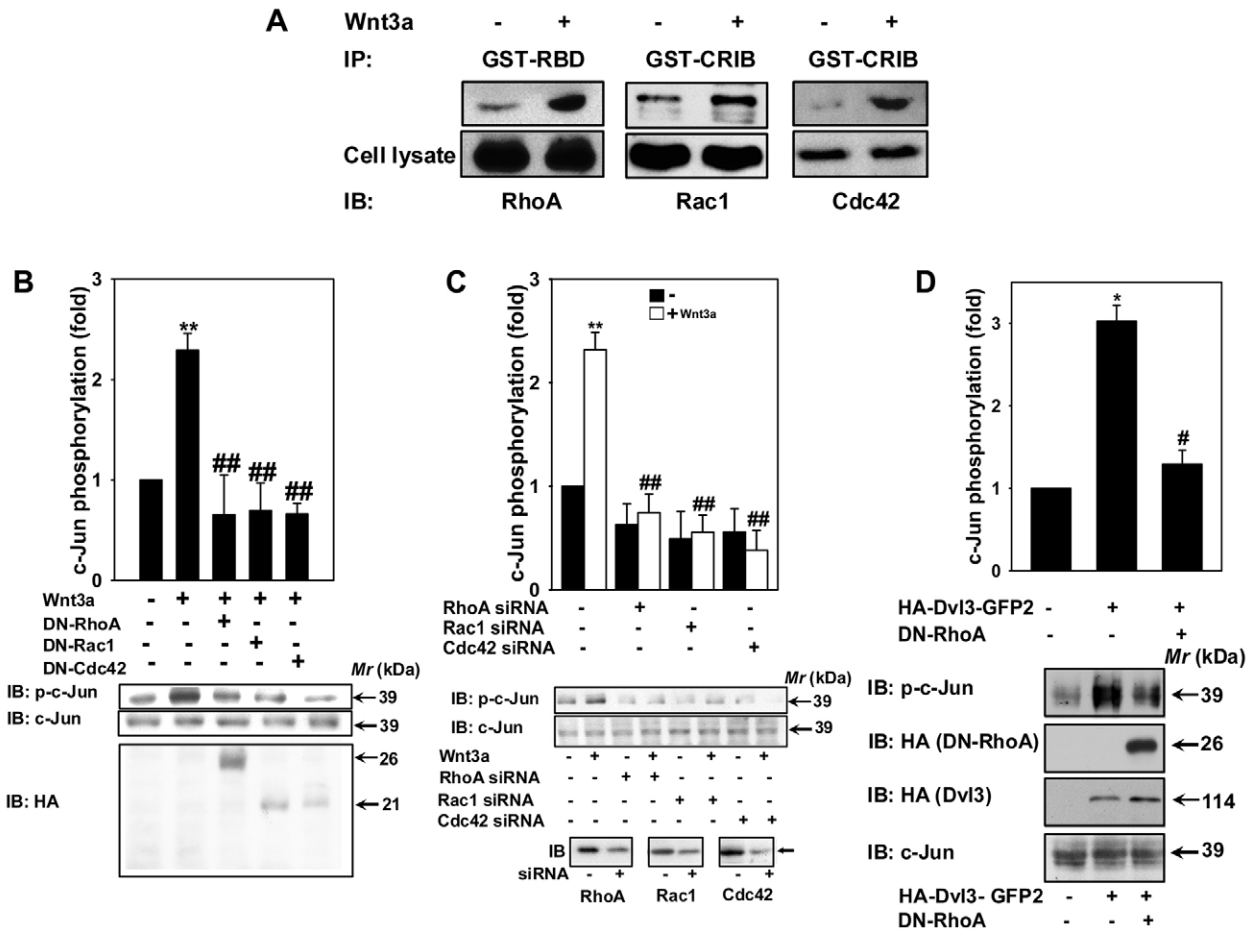 A
Wnt3a - + - + - +
IP: GST-RBD GST-CRIB GST-CRIB
Cell lysate
IB: RhoA Rac1 Cdc42
B
c-Jun phosphorylation (fold)
3
2
1
0
**
## ## ##
Wnt3a - + + + +
DN-RhoA - - + - -
DN-Rac1 - - - + -
DN-Cdc42 - - - - +
Mr (kDa)
IB: p-c-Jun 39
IB: c-Jun 39
26
IB: HA 21
C
c-Jun phosphorylation (fold)
3
2
1
0
-
+ Wnt3a
**
## ## ##
RhoA siRNA - + - -
Rac1 siRNA - - + -
Cdc42 siRNA - - - +
Mr (kDa)
IB: p-c-Jun 39
IB: c-Jun 39
Wnt3a - + - + - + - +
RhoA siRNA - - + + - - - -
Rac1 siRNA - - - - + + - -
Cdc42 siRNA - - - - - - + +
IB
siRNA - + - + - +
RhoA Rac1 Cdc42
D
c-Jun phosphorylation (fold)
3
2
1
0
*
#
HA-Dvl3-GFP2 - + +
DN-RhoA - - +
Mr (kDa)
IB: p-c-Jun 39
IB: HA (DN-RhoA) 26
IB: HA (Dvl3) 114
IB: c-Jun 39
HA-Dvl3- GFP2 - + +
DN-RhoA - - +